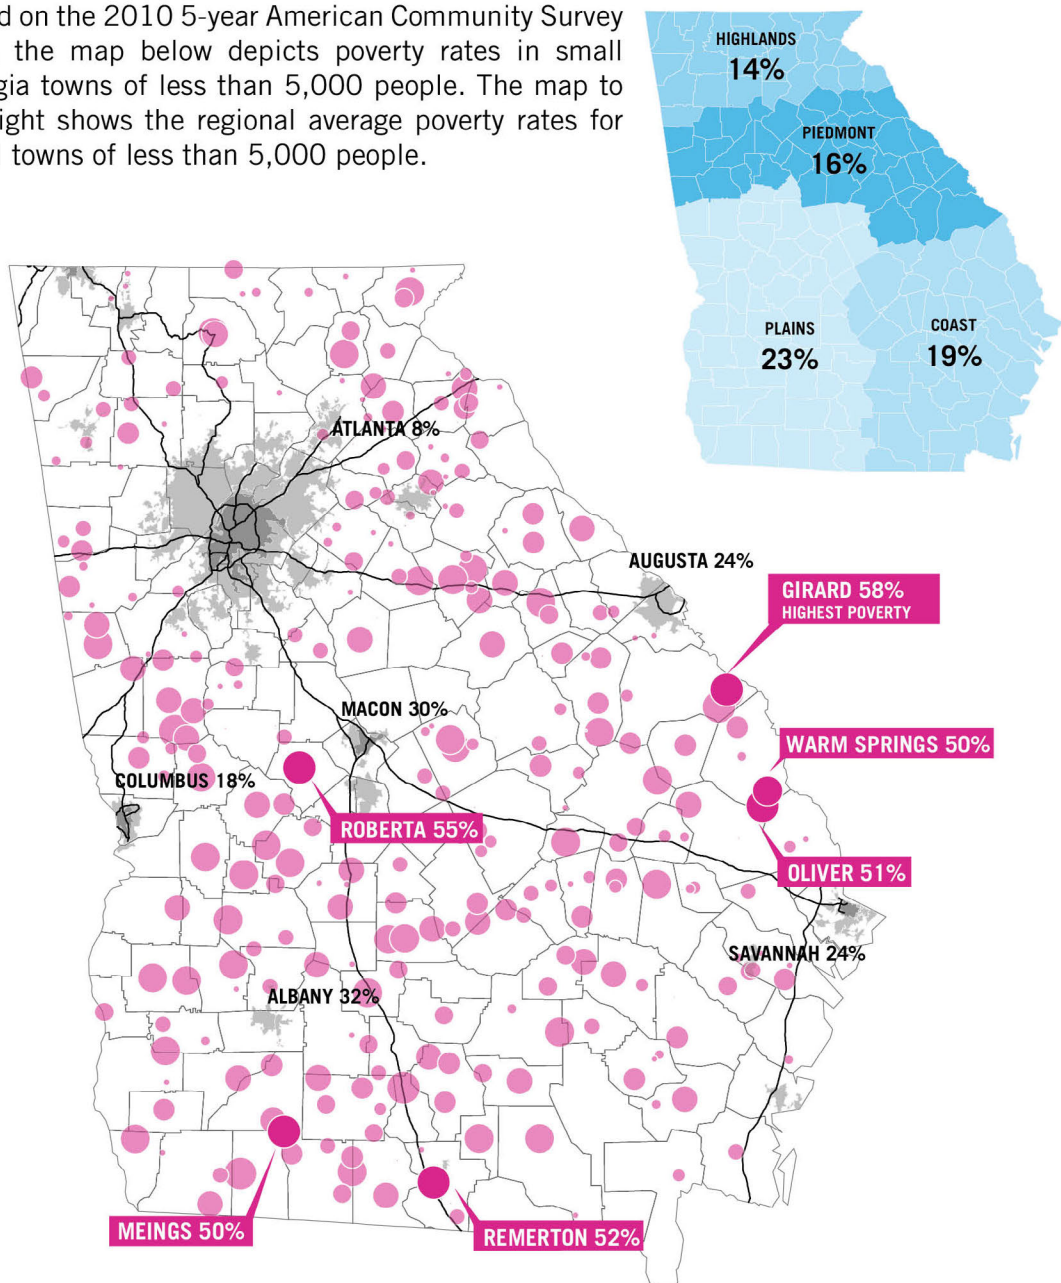 d on the 2010 5-year American Community Survey
the map below depicts poverty rates in small
gia towns of less than 5,000 people. The map to
ight shows the regional average poverty rates for
towns of less than 5,000 people.
HIGHLANDS
14%
PIEDMONT
16%
PLAINS
23%
COAST
19%
ATLANTA 8%
AUGUSTA 24%
GIRARD 58%
HIGHEST POVERTY
MACON 30%
WARM SPRINGS 50%
COLUMBUS 18%
ROBERTA 55%
OLIVER 51%
SAVANNAH 24%
ALBANY 32%
MEINGS 50%
REMERTON 52%